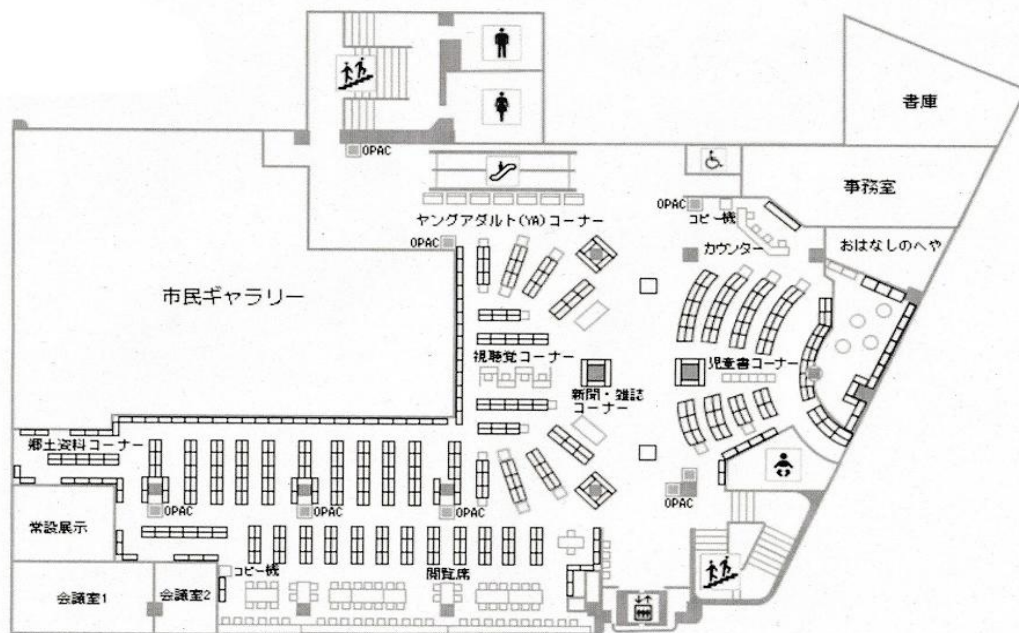 書庫
OPAC
事務室
ヤングアダルト(YA)コーナー
OPAC
コピー機
OPAC
カウンター
おはなしのへや
市民ギャラリー
視聴覚コーナー
児童書コーナー
新聞・雑誌
コーナー
郷土資料コーナー
OPAC
OPAC
OPAC
OPAC
常設展示
コピー機
閲覧席
会議室1
会議室2